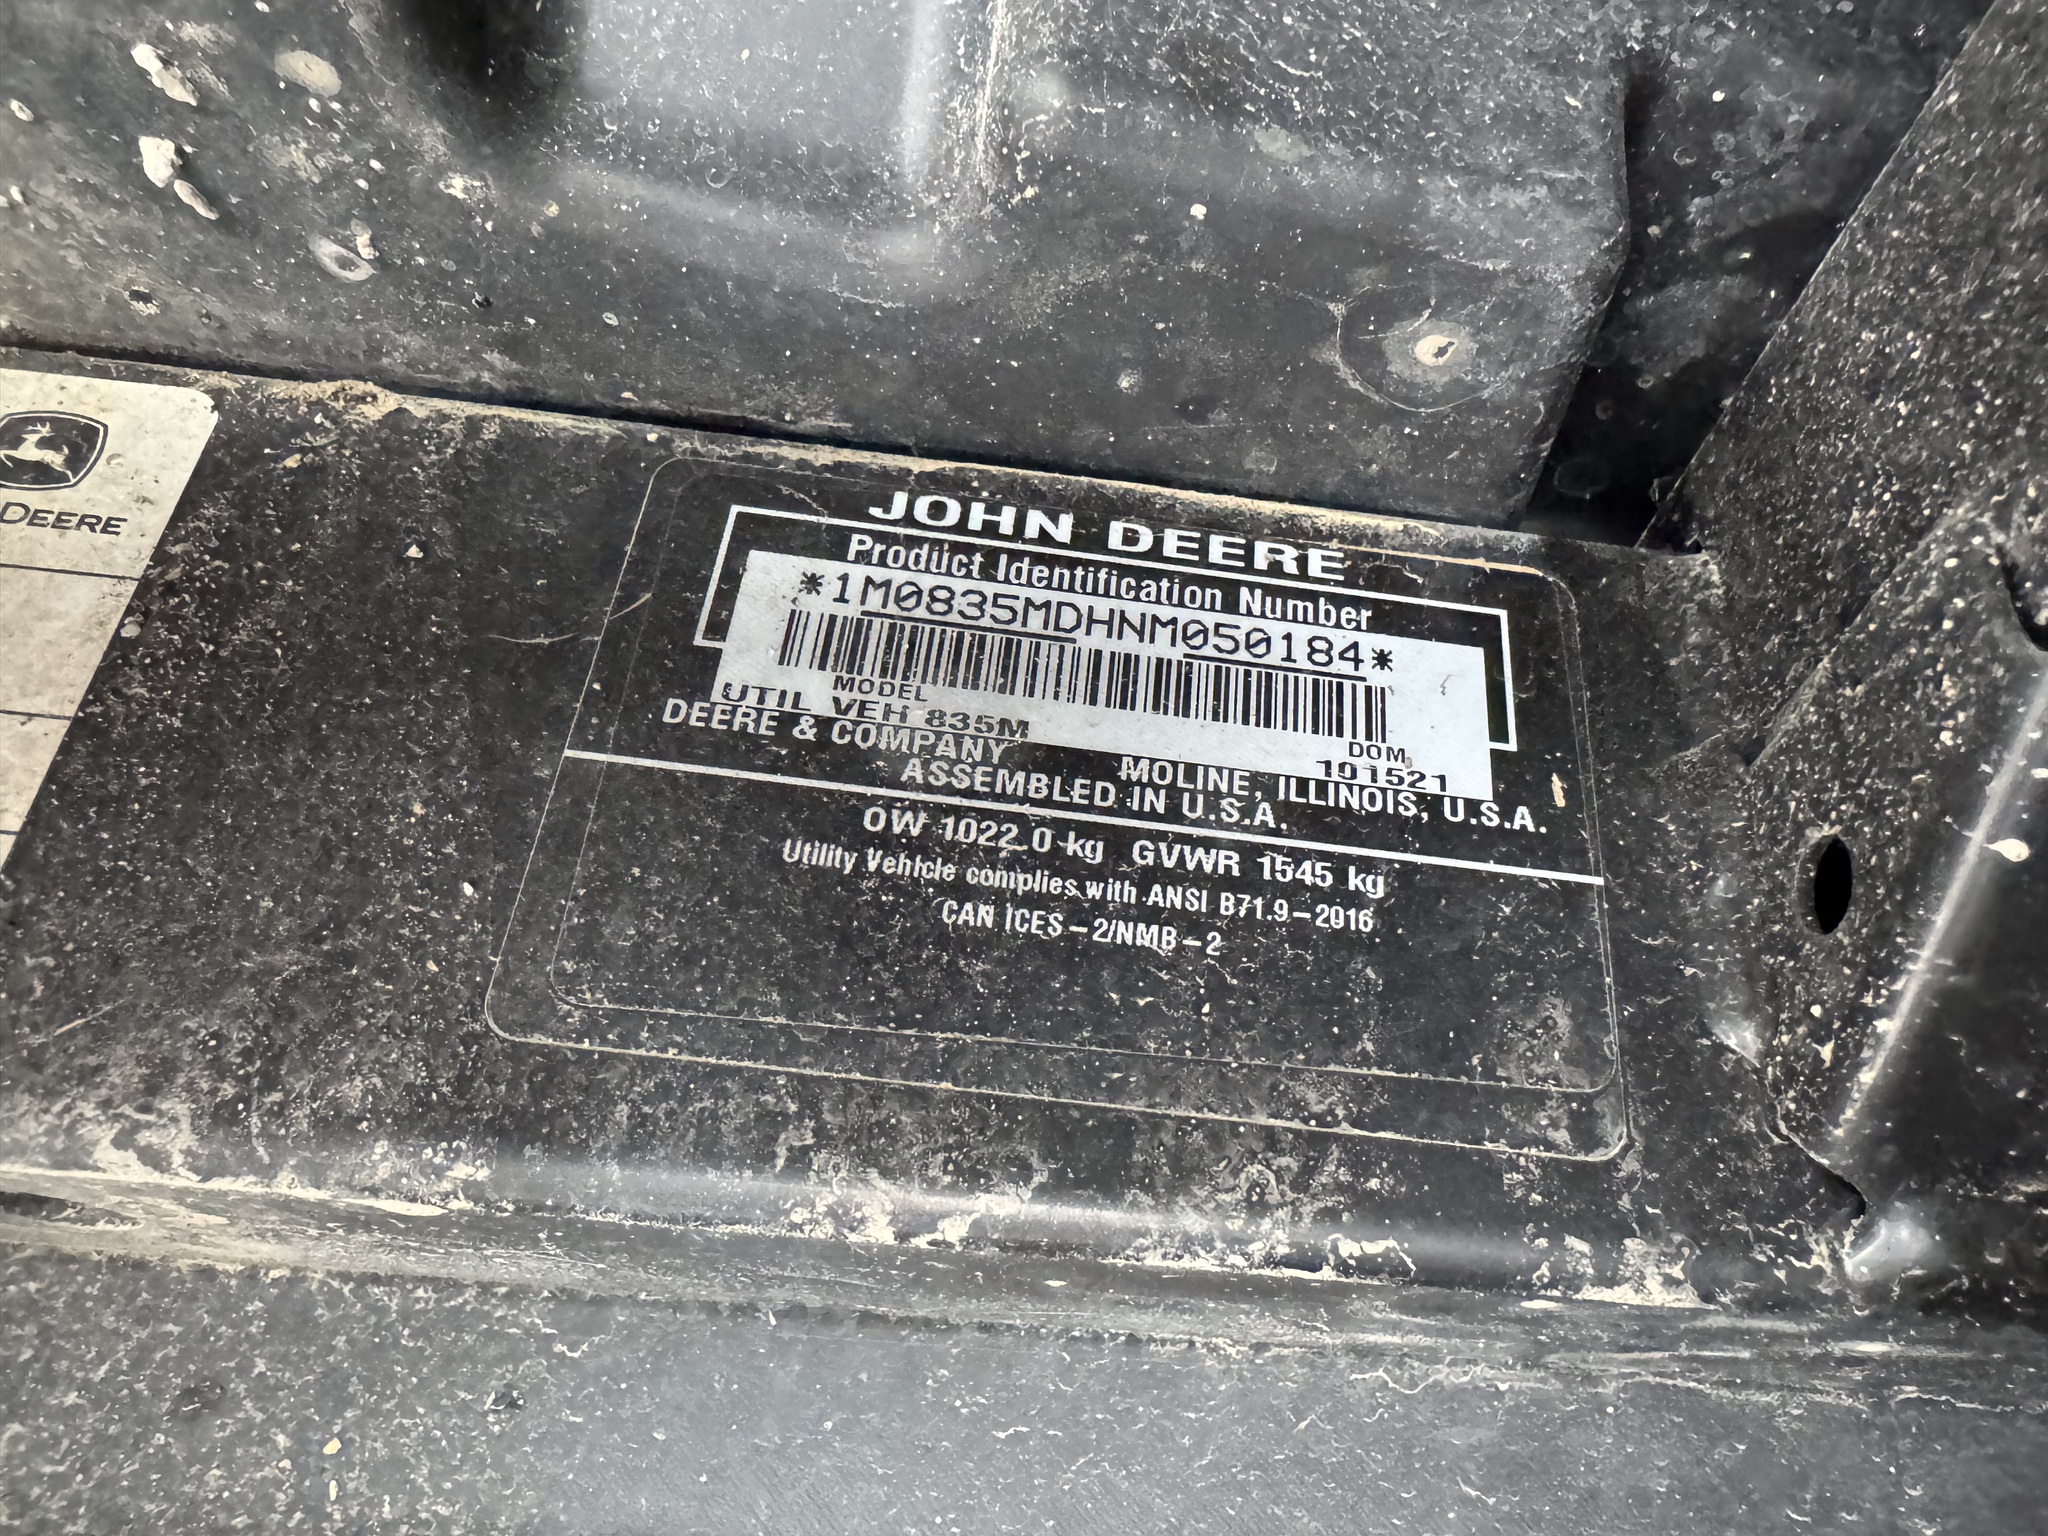 DEERE
JOHN DEERE
Product Identification Number
*1M0835MDHNM050184*
MODEL
UTIL VEH 835M
DOM
101521
DEERE & COMPANY MOLINE, ILLINOIS, U.S.A.
ASSEMBLED IN U.S.A.
OW 1022.0 kg GVWR 1545 kg
Utility Vehicle complies with ANSI B71.9-2016
CAN ICES-2/NMB-2